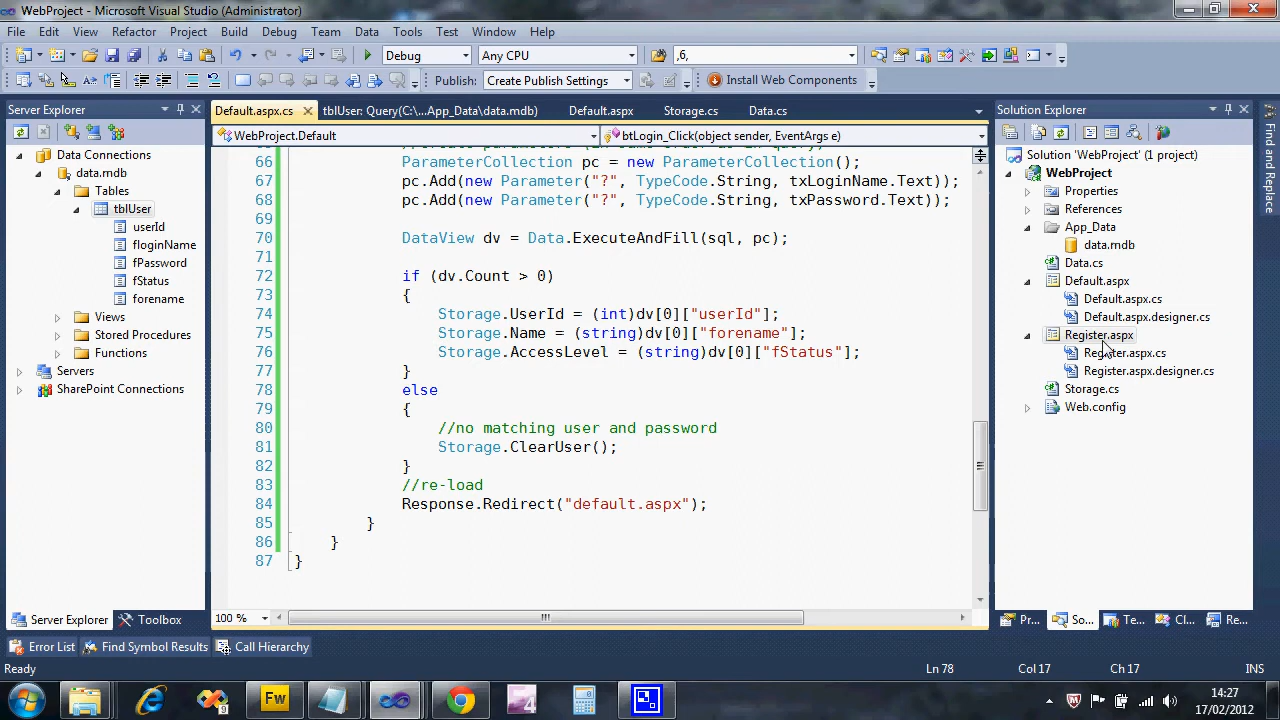 WebProject - Microsoft Visual Studio (Administrator)
File Edit View Refactor Project Build Debug Team Data Tools Test Window Help
Debug Any CPU ,6,
Publish: Create Publish Settings Install Web Components
Server Explorer
Data Connections
data.mdb
Tables
tblUser
userId
floginName
fPassword
fStatus
forename
Views
Stored Procedures
Functions
Servers
SharePoint Connections
Server Explorer Toolbox
Default.aspx.cs tblUser: Query(C:\...App_Data\data.mdb) Default.aspx Storage.cs Data.cs
WebProject.Default btLogin_Click(object sender, EventArgs e)
66 ParameterCollection pc = new ParameterCollection();
67 pc.Add(new Parameter("?", TypeCode.String, txLoginName.Text));
68 pc.Add(new Parameter("?", TypeCode.String, txPassword.Text));
69
70 DataView dv = Data.ExecuteAndFill(sql, pc);
71
72 if (dv.Count > 0)
73 {
74 Storage.UserId = (int)dv[0]["userId"];
75 Storage.Name = (string)dv[0]["forename"];
76 Storage.AccessLevel = (string)dv[0]["fStatus"];
77 }
78 else
79 {
80 //no matching user and password
81 Storage.ClearUser();
82 }
83 //re-load
84 Response.Redirect("default.aspx");
85 }
86 }
87 }
100 %
Solution Explorer
Solution 'WebProject' (1 project)
WebProject
Properties
References
App_Data
data.mdb
Data.cs
Default.aspx
Default.aspx.cs
Default.aspx.designer.cs
Register.aspx
Register.aspx.cs
Register.aspx.designer.cs
Storage.cs
Web.config
Pr... So... Te... Cl... Re...
Find and Replace
Error List Find Symbol Results Call Hierarchy
Ready Ln 78 Col 17 Ch 17 INS
Fw
4
14:27
17/02/2012